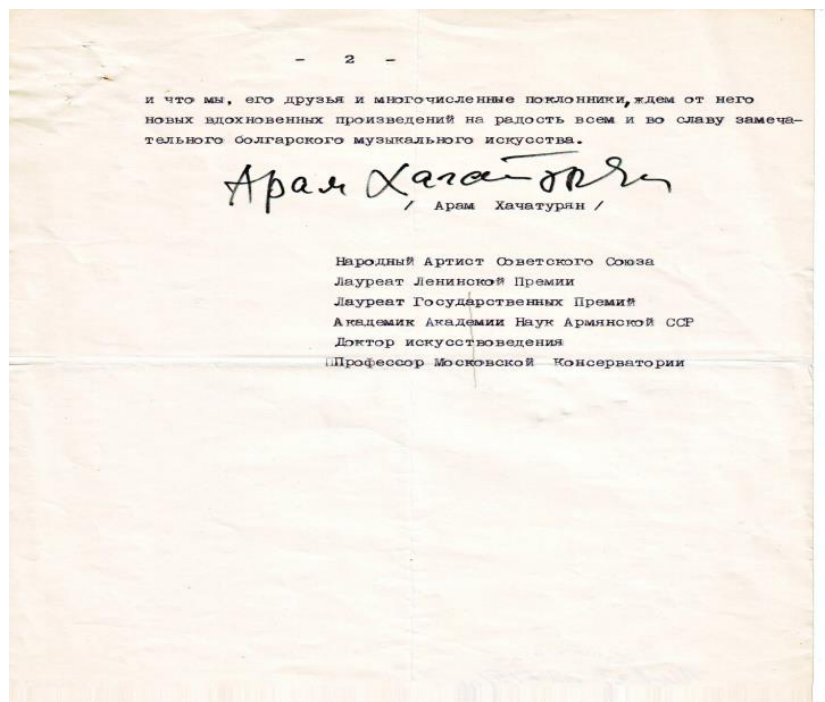 - 2 -
и что мы, его друзья и многочисленные поклонники, ждем от него
новых вдохновенных произведений на радость всем и во славу замеча-
тельного болгарского музыкального искусства.
Арам Хачатурян
/ Арам Хачатурян /
Народный Артист Советского Союза
Лауреат Ленинской Премии
Лауреат Государственных Премий
Академик Академии Наук Армянской ССР
Доктор искусствоведения
Профессор Московской Консерватории